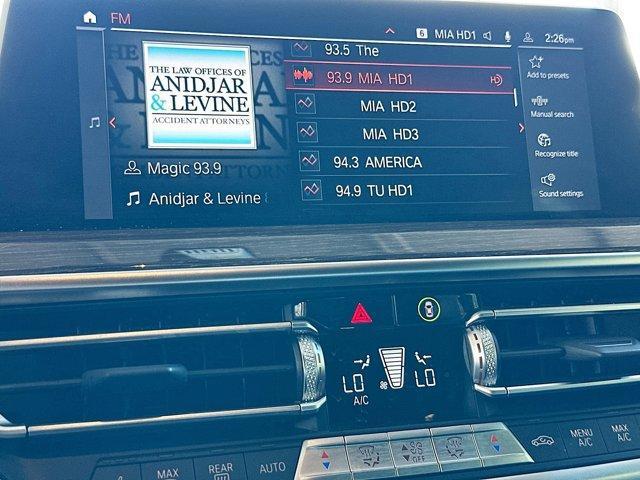 FM
6 MIA HD1
2:26pm
THE LAW OFFICES OF
ANIDJAR
& LEVINE
ACCIDENT ATTORNEYS
Magic 93.9
Anidjar & Levine
93.5 The
93.9 MIA HD1
MIA HD2
MIA HD3
94.3 AMERICA
94.9 TU HD1
Add to presets
Manual search
Recognize title
Sound settings
LO
A/C
LO
MAX
REAR
AUTO
OFF
MENU
A/C
MAX
A/C